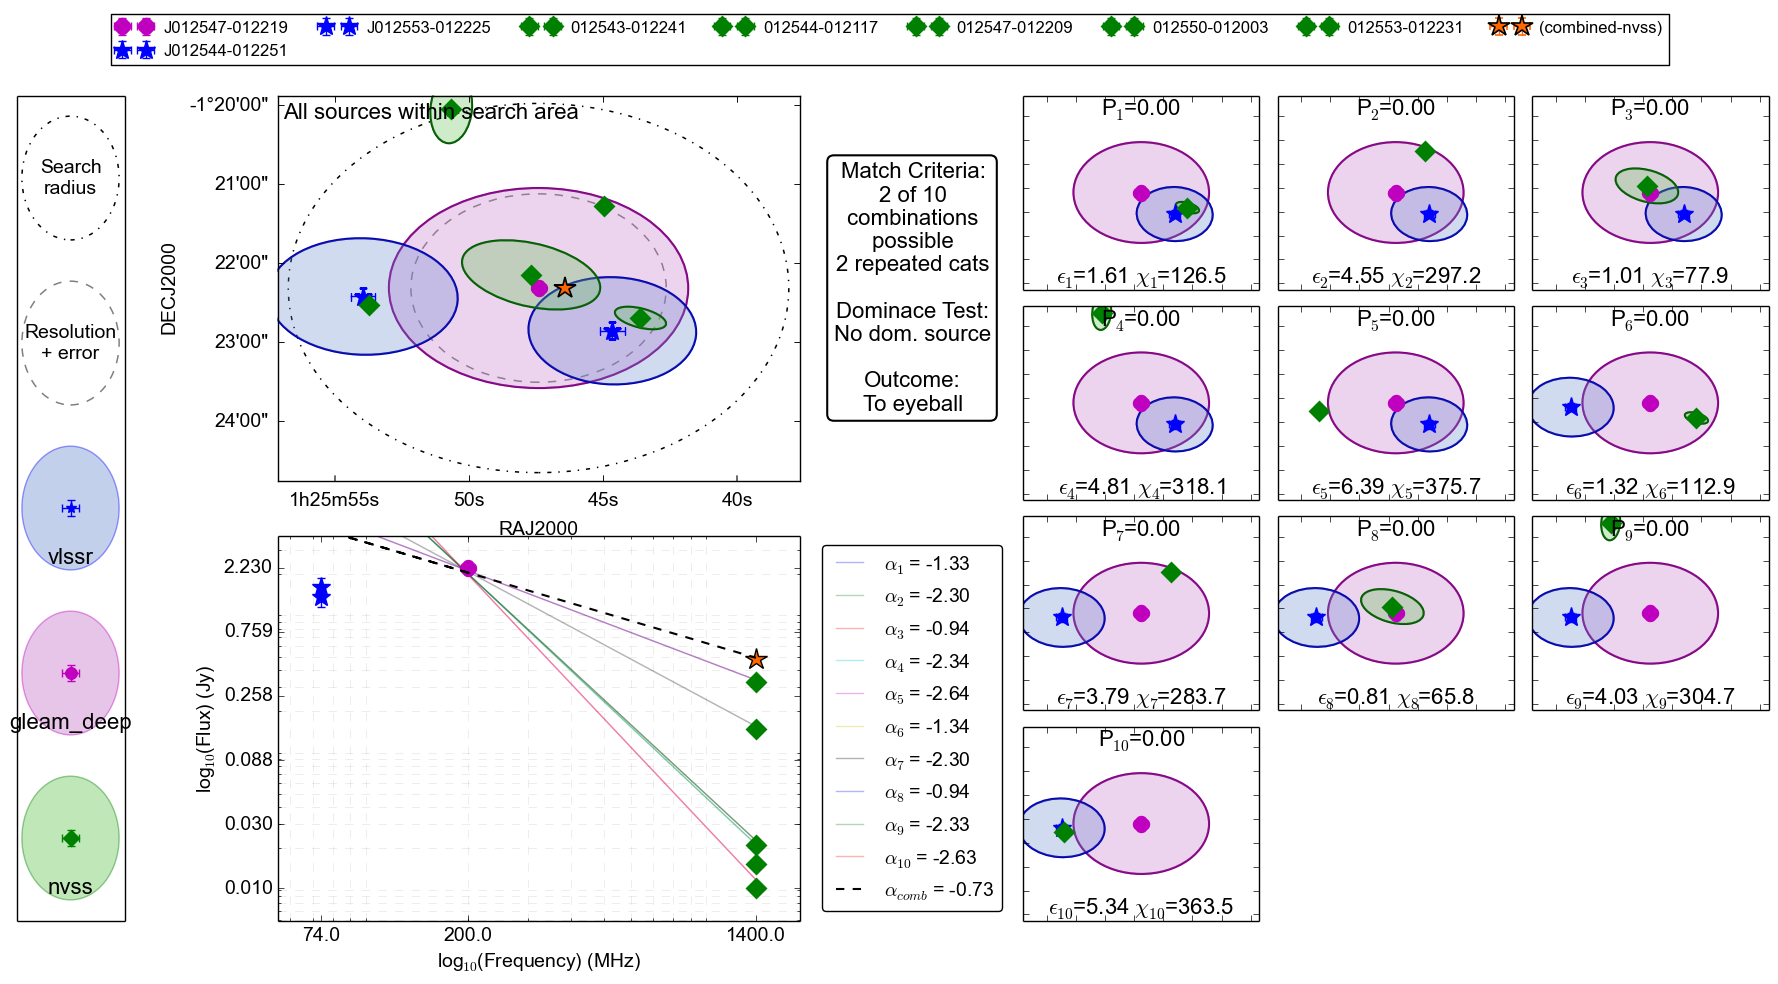 J012547-012219 J012553-012225 012543-012241 012544-012117 012547-012209 012550-012003 012553-012231 (combined-nvss)
J012544-012251
Search
radius
Resolution
+ error
vlssr
gleam_deep
nvss
All sources within search area
DECJ2000
-1°20'00"
21'00"
22'00"
23'00"
24'00"
1h25m55s 50s 45s 40s
RAJ2000
Match Criteria:
2 of 10
combinations
possible
2 repeated cats
Dominace Test:
No dom. source
Outcome:
To eyeball
log₁₀(Flux) (Jy)
2.230
0.759
0.258
0.088
0.030
0.010
74.0 200.0 1400.0
log₁₀(Frequency) (MHz)
α₁ = -1.33
α₂ = -2.30
α₃ = -0.94
α₄ = -2.34
α₅ = -2.64
α₆ = -1.34
α₇ = -2.30
α₈ = -0.94
α₉ = -2.33
α₁₀ = -2.63
α_comb = -0.73
P₁=0.00
ϵ₁=1.61 χ₁=126.5
P₂=0.00
ϵ₂=4.55 χ₂=297.2
P₃=0.00
ϵ₃=1.01 χ₃=77.9
P₄=0.00
ϵ₄=4.81 χ₄=318.1
P₅=0.00
ϵ₅=6.39 χ₅=375.7
P₆=0.00
ϵ₆=1.32 χ₆=112.9
P₇=0.00
ϵ₇=3.79 χ₇=283.7
P₈=0.00
ϵ₈=0.81 χ₈=65.8
P₉=0.00
ϵ₉=4.03 χ₉=304.7
P₁₀=0.00
ϵ₁₀=5.34 χ₁₀=363.5